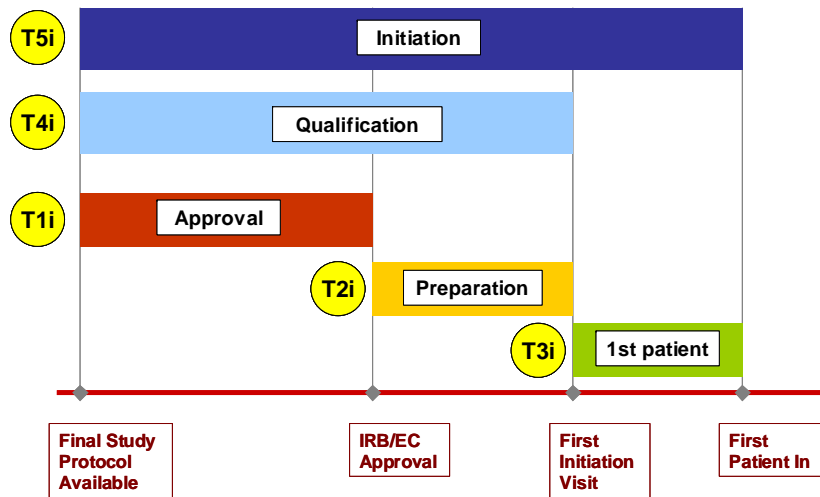 T5i
Initiation
T4i
Qualification
T1i
Approval
T2i
Preparation
T3i
1st patient
Final Study
Protocol
Available
IRB/EC
Approval
First
Initiation
Visit
First
Patient In